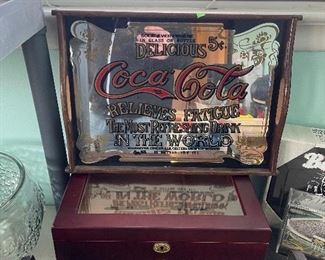 DELICIOUS 5¢
Coca-Cola
RELIEVES FATIGUE
THE MOST REFRESHING DRINK
IN THE WORLD